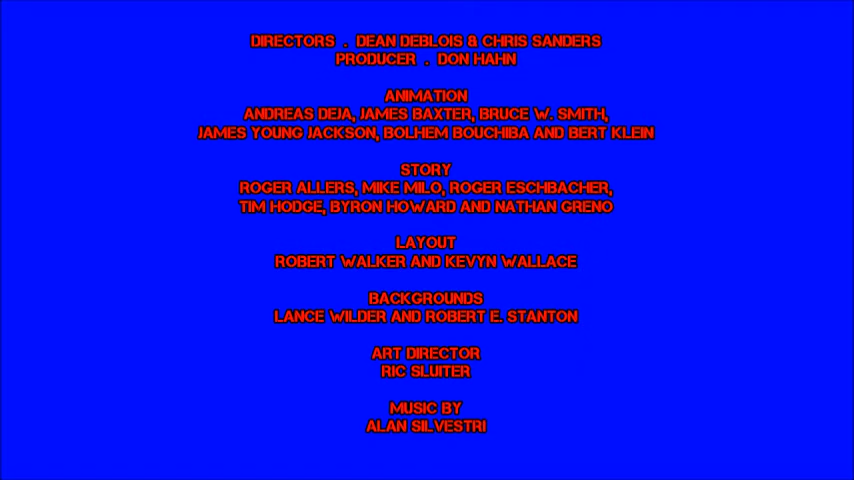 DIRECTORS . DEAN DEBLOIS & CHRIS SANDERS
PRODUCER . DON HAHN
ANIMATION
ANDREAS DEJA, JAMES BAXTER, BRUCE W. SMITH,
JAMES YOUNG JACKSON, BOLHEM BOUCHIBA AND BERT KLEIN
STORY
ROGER ALLERS, MIKE MILO, ROGER ESCHBACHER,
TIM HODGE, BYRON HOWARD AND NATHAN GRENO
LAYOUT
ROBERT WALKER AND KEVYN WALLACE
BACKGROUNDS
LANCE WILDER AND ROBERT E. STANTON
ART DIRECTOR
RIC SLUITER
MUSIC BY
ALAN SILVESTRI